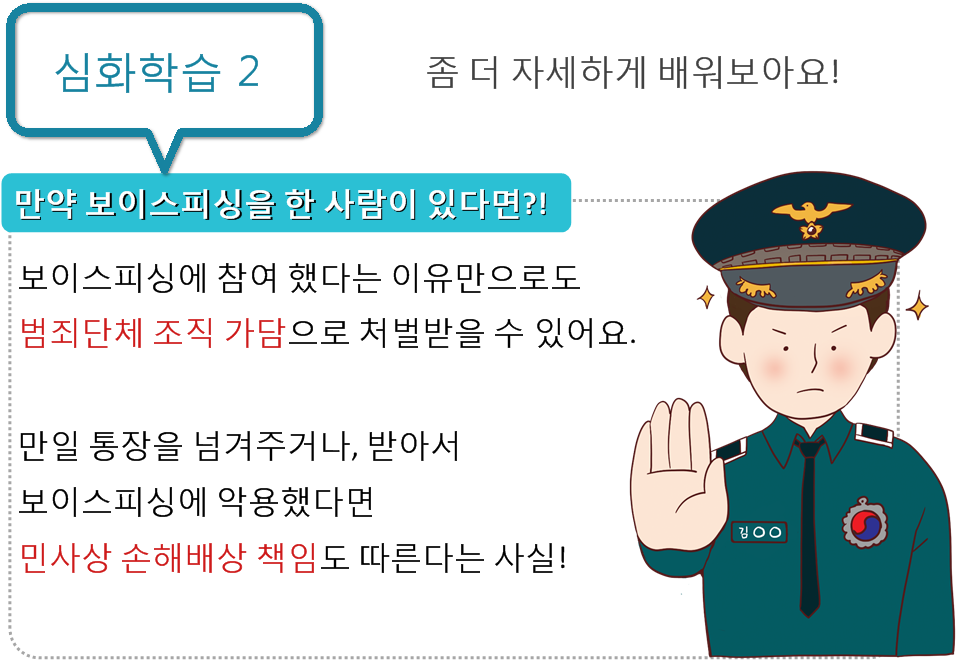 심화학습 2
좀 더 자세하게 배워보아요!
만약 보이스피싱을 한 사람이 있다면?!
보이스피싱에 참여 했다는 이유만으로도
범죄단체 조직 가담으로 처벌받을 수 있어요.
만일 통장을 넘겨주거나, 받아서
보이스피싱에 악용했다면
민사상 손해배상 책임도 따른다는 사실!
김○○